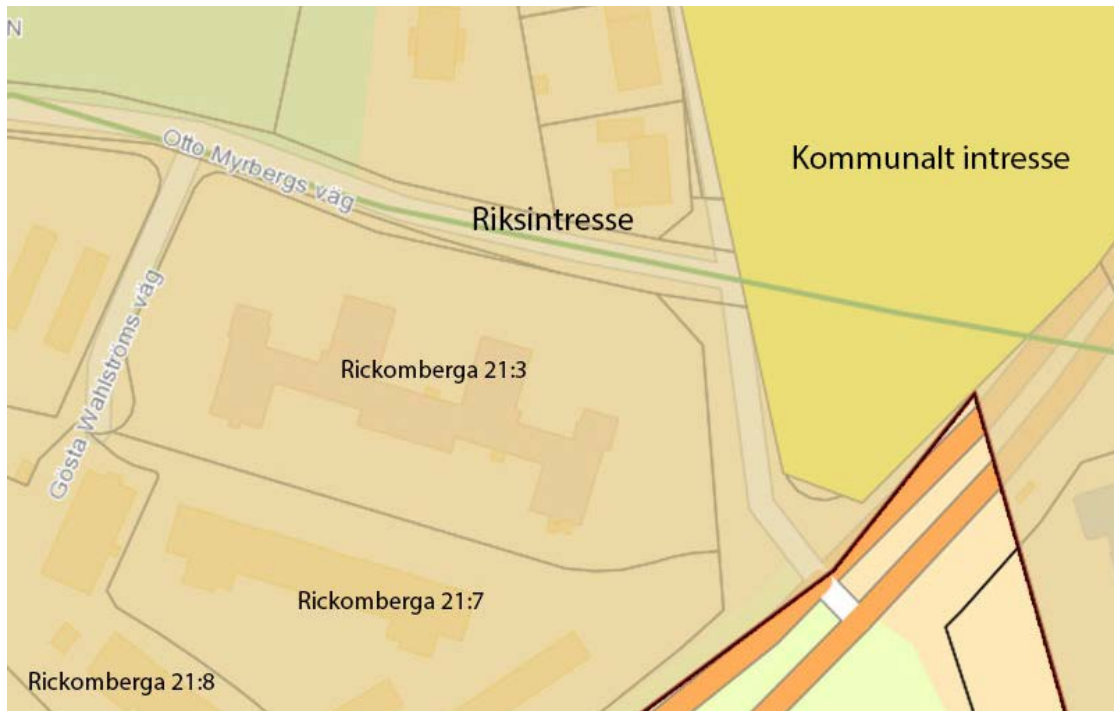 N
Otto Myrbergs väg
Kommunalt intresse
Riksintresse
Gösta Wahlströms väg
Rickomberga 21:3
Rickomberga 21:7
Rickomberga 21:8